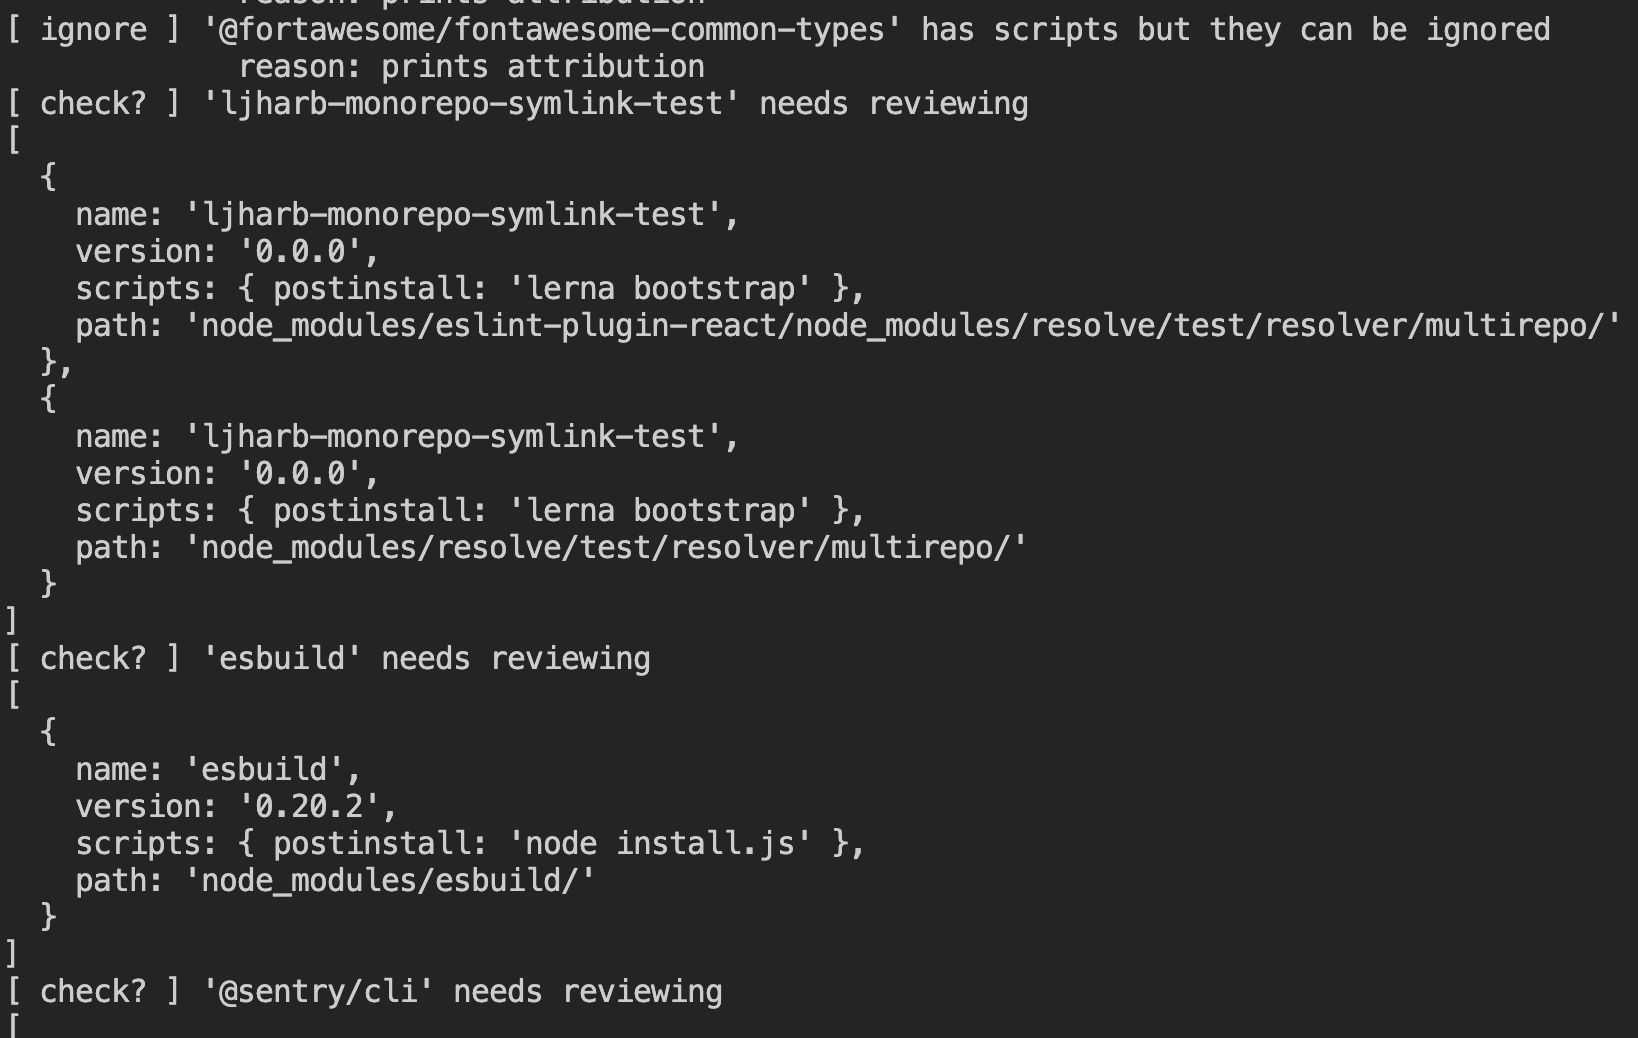 reason: prints attribution
[ ignore ] '@fortawesome/fontawesome-common-types' has scripts but they can be ignored
             reason: prints attribution
[ check? ] 'ljharb-monorepo-symlink-test' needs reviewing
[
  {
    name: 'ljharb-monorepo-symlink-test',
    version: '0.0.0',
    scripts: { postinstall: 'lerna bootstrap' },
    path: 'node_modules/eslint-plugin-react/node_modules/resolve/test/resolver/multirepo/'
  },
  {
    name: 'ljharb-monorepo-symlink-test',
    version: '0.0.0',
    scripts: { postinstall: 'lerna bootstrap' },
    path: 'node_modules/resolve/test/resolver/multirepo/'
  }
]
[ check? ] 'esbuild' needs reviewing
[
  {
    name: 'esbuild',
    version: '0.20.2',
    scripts: { postinstall: 'node install.js' },
    path: 'node_modules/esbuild/'
  }
]
[ check? ] '@sentry/cli' needs reviewing
[